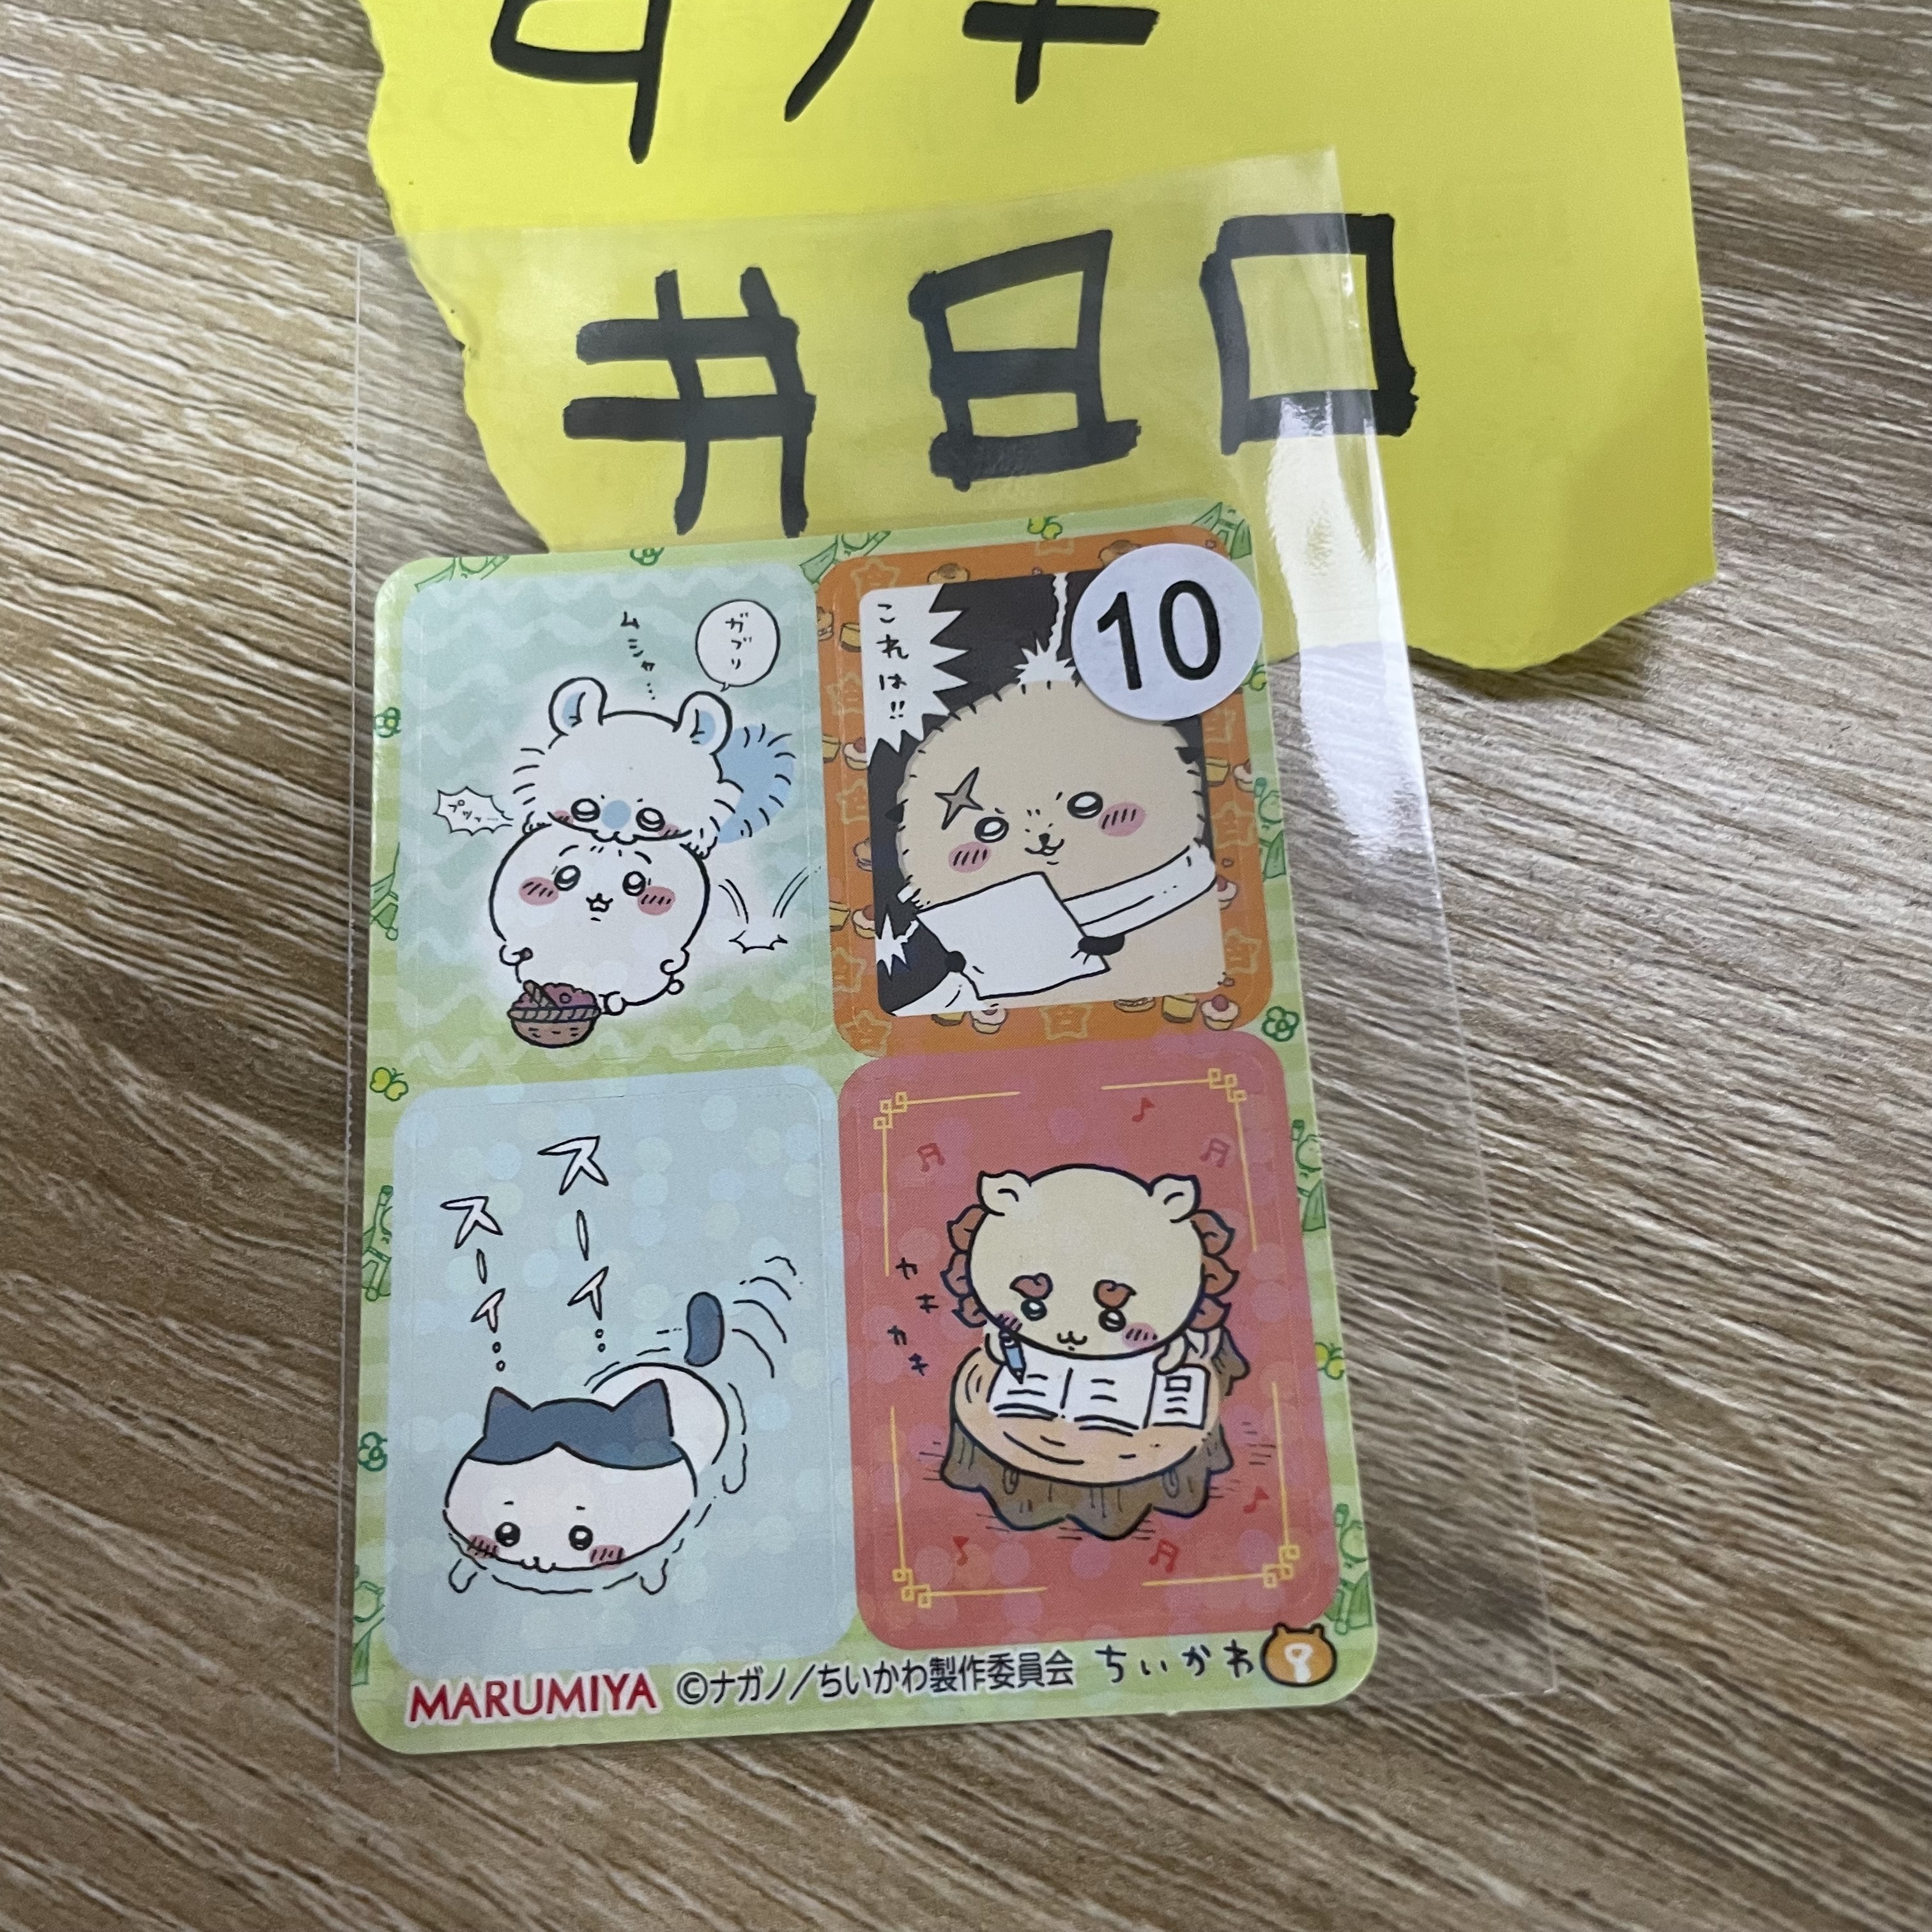 井日口
10
ガブリ
ムシャ…
プツッ…
これは!!
スーイ…
スーイ…
カキ
カキ
MARUMIYA ©ナガノ/ちいかわ製作委員会 ちいかわ 9